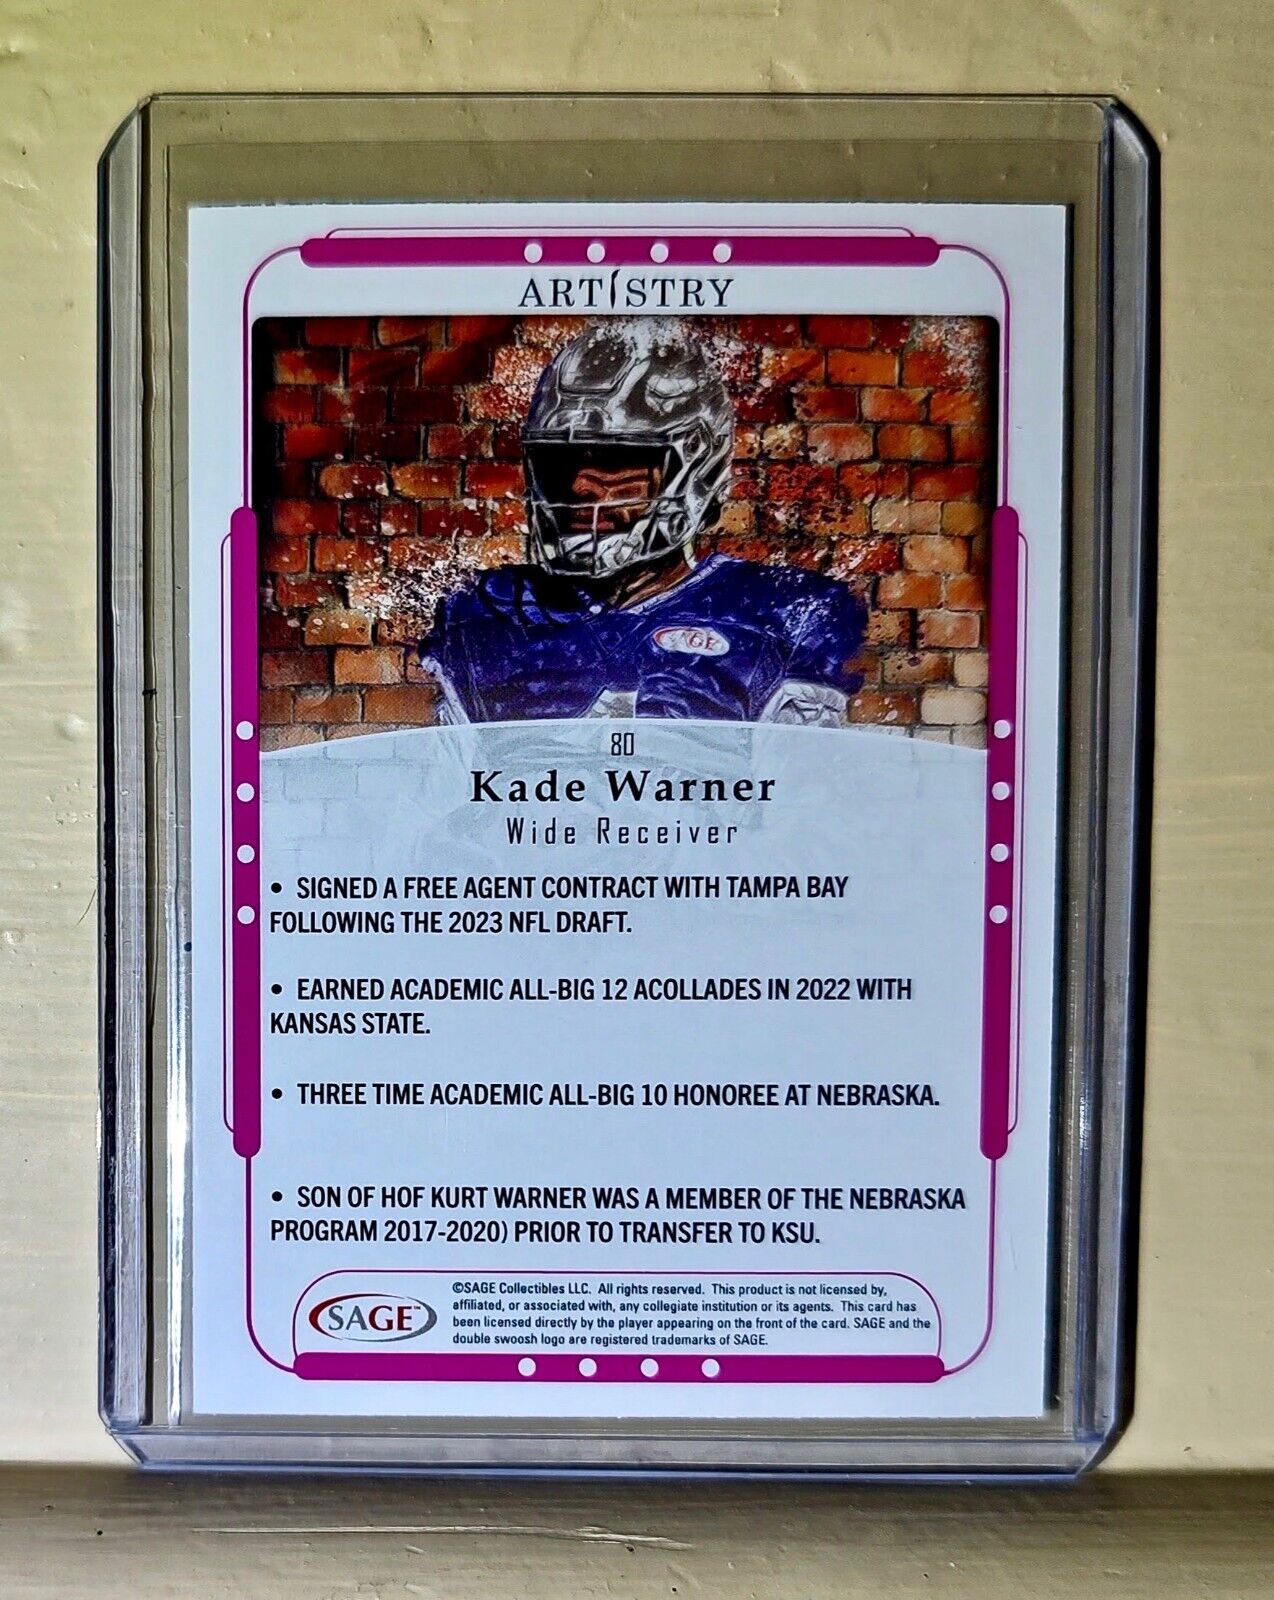 ARTISTRY
SAGE
80
Kade Warner
Wide Receiver
• SIGNED A FREE AGENT CONTRACT WITH TAMPA BAY
FOLLOWING THE 2023 NFL DRAFT.
• EARNED ACADEMIC ALL-BIG 12 ACOLLADES IN 2022 WITH
KANSAS STATE.
• THREE TIME ACADEMIC ALL-BIG 10 HONOREE AT NEBRASKA.
• SON OF HOF KURT WARNER WAS A MEMBER OF THE NEBRASKA
PROGRAM 2017-2020) PRIOR TO TRANSFER TO KSU.
SAGE™
©SAGE Collectibles LLC. All rights reserved. This product is not licensed by,
affiliated, or associated with, any collegiate institution or its agents. This card has
been licensed directly by the player appearing on the front of the card. SAGE and the
double swoosh logo are registered trademarks of SAGE.